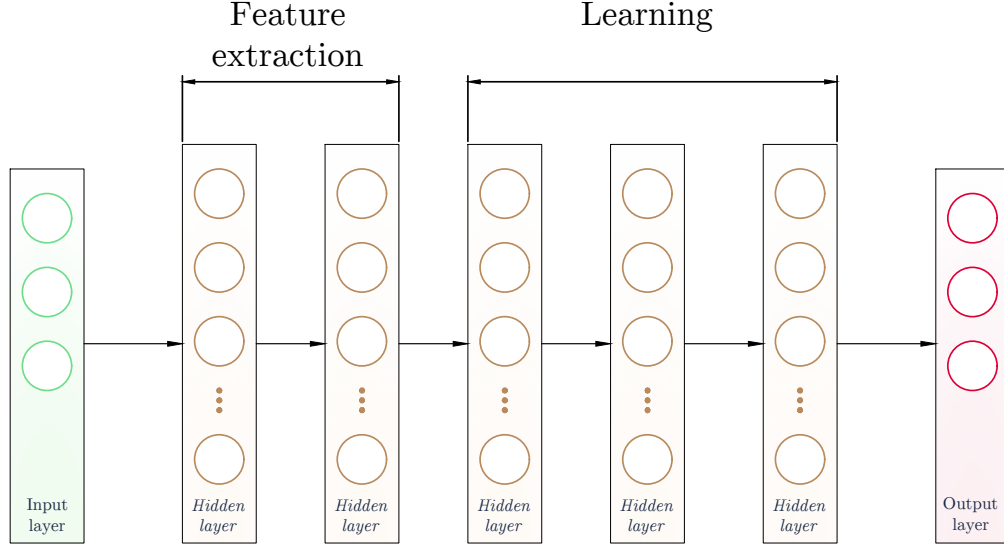 Feature
extraction
Learning
Input
layer
Hidden
layer
Hidden
layer
Hidden
layer
Hidden
layer
Hidden
layer
Output
layer